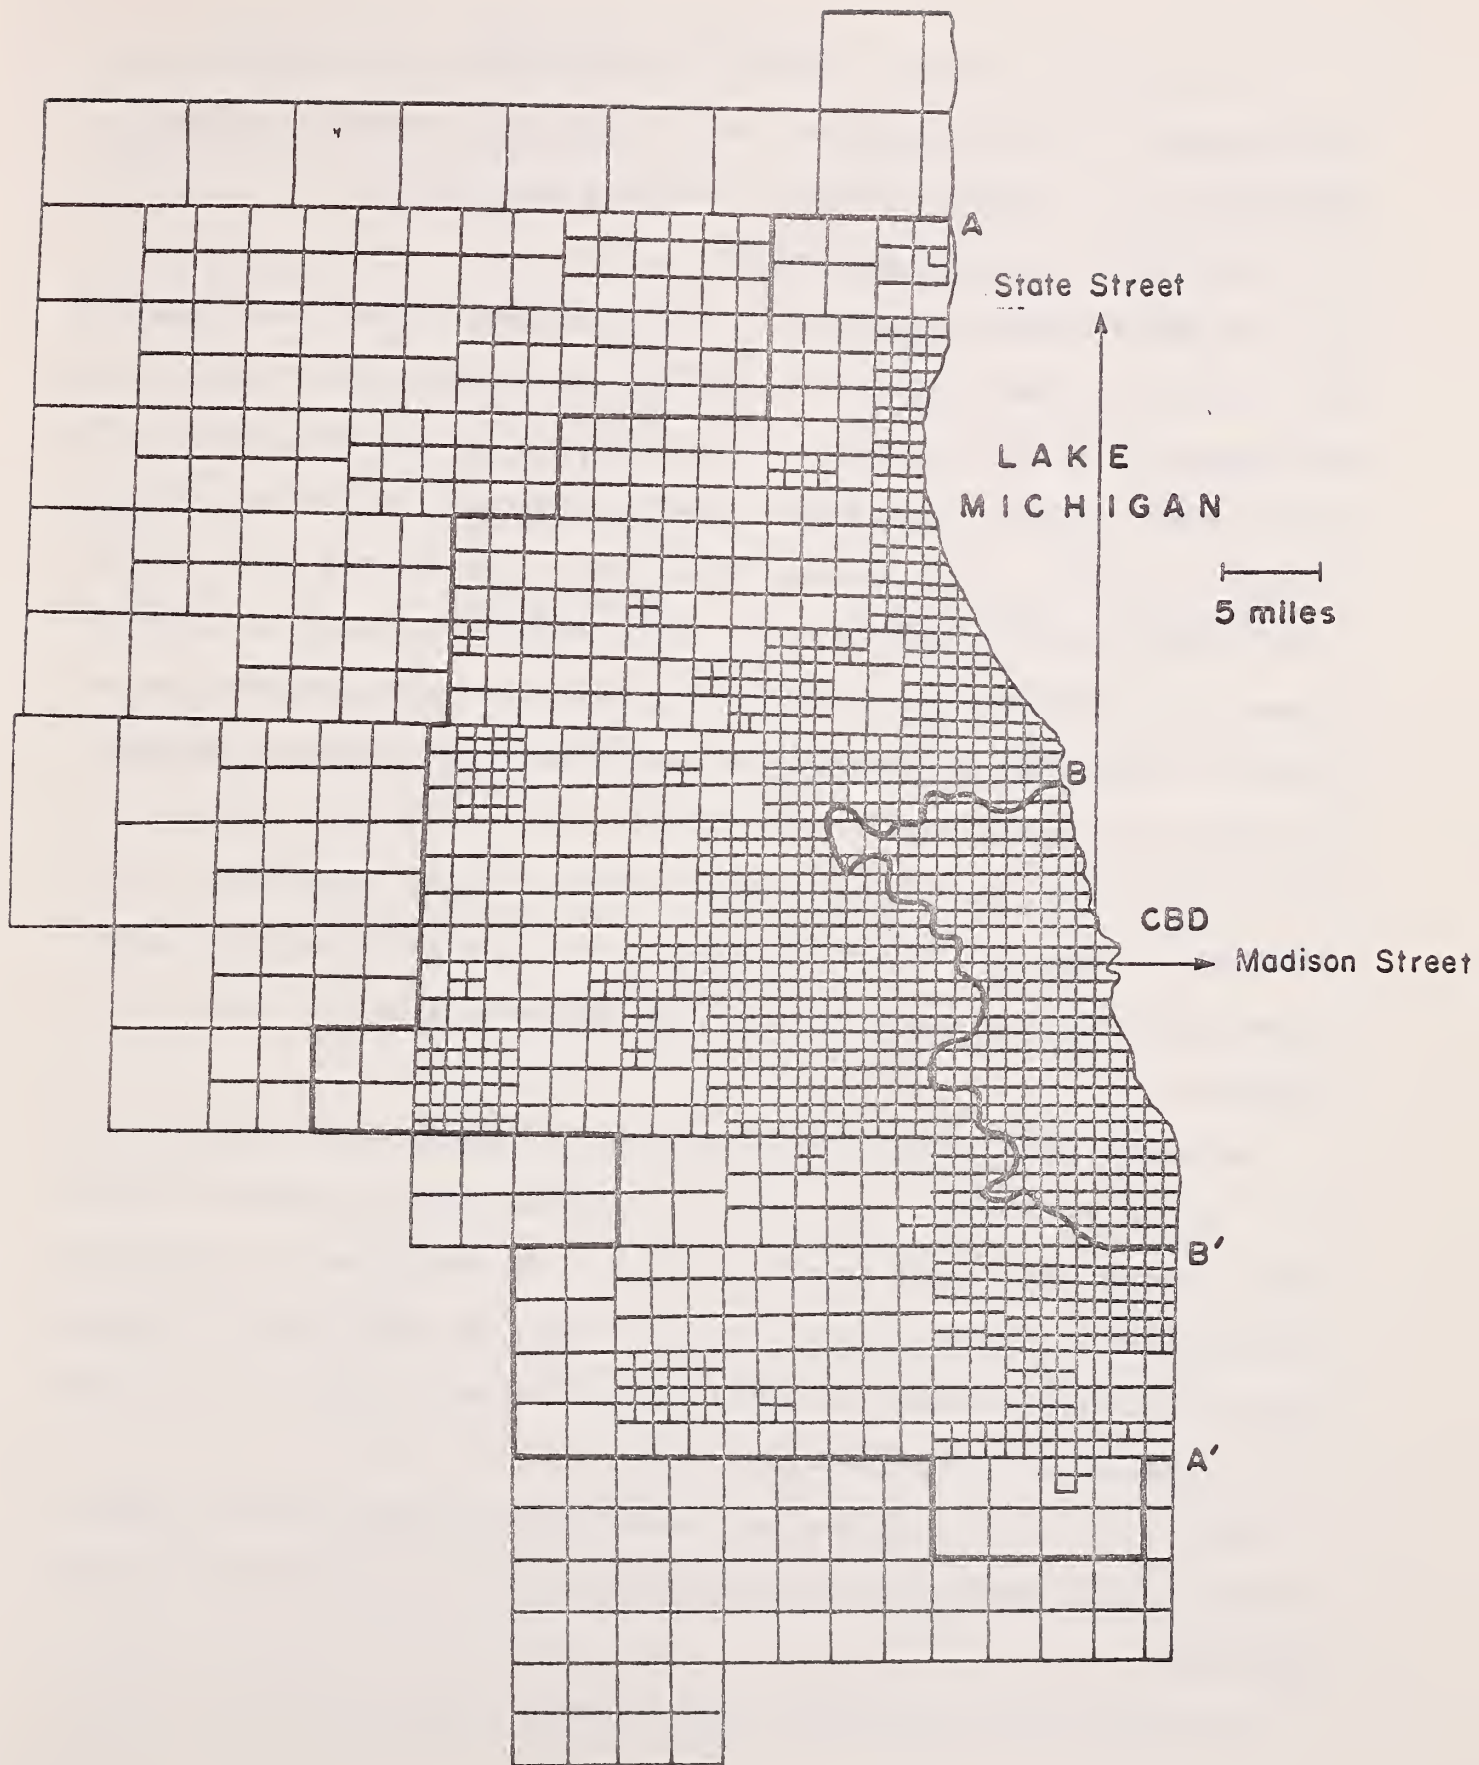 A
State Street
LAKE
MICHIGAN
5 miles
B
CBD
Madison Street
B'
A'